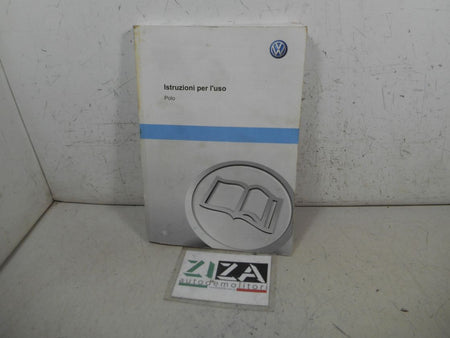 Istruzioni per l'uso
Polo
ZIZA
autodemolitori